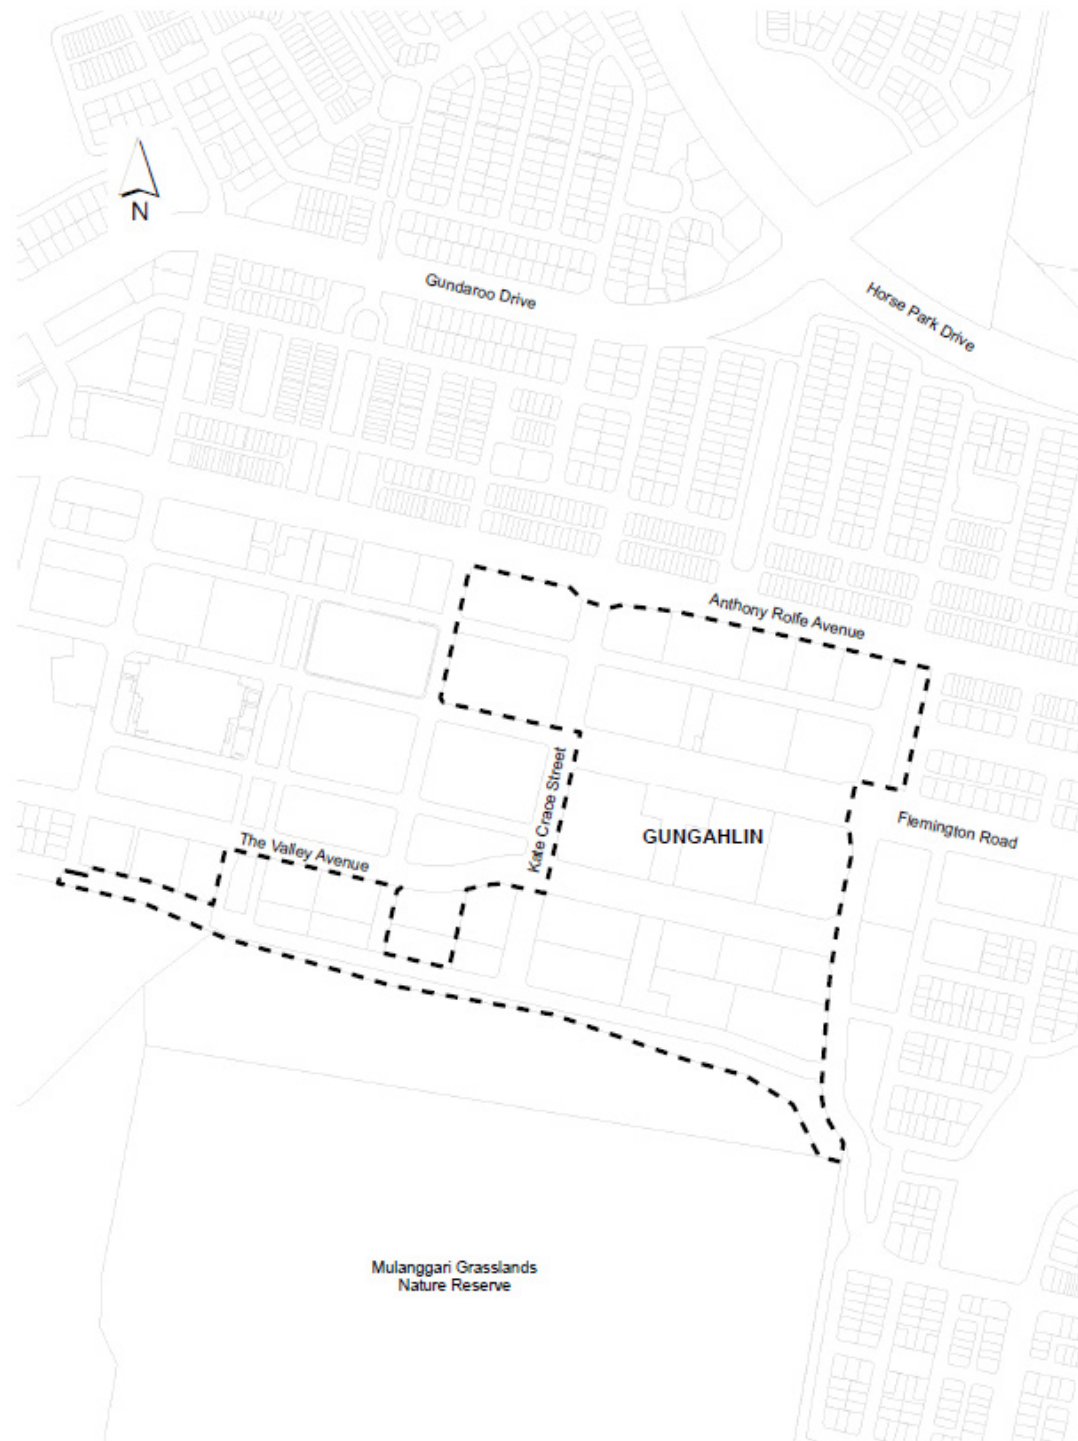 N
Gundaroo Drive
Horse Park Drive
Anthony Rolfe Avenue
Kate Crace Street
GUNGAHLIN
Flemington Road
The Valley Avenue
Mulanggari Grasslands
Nature Reserve